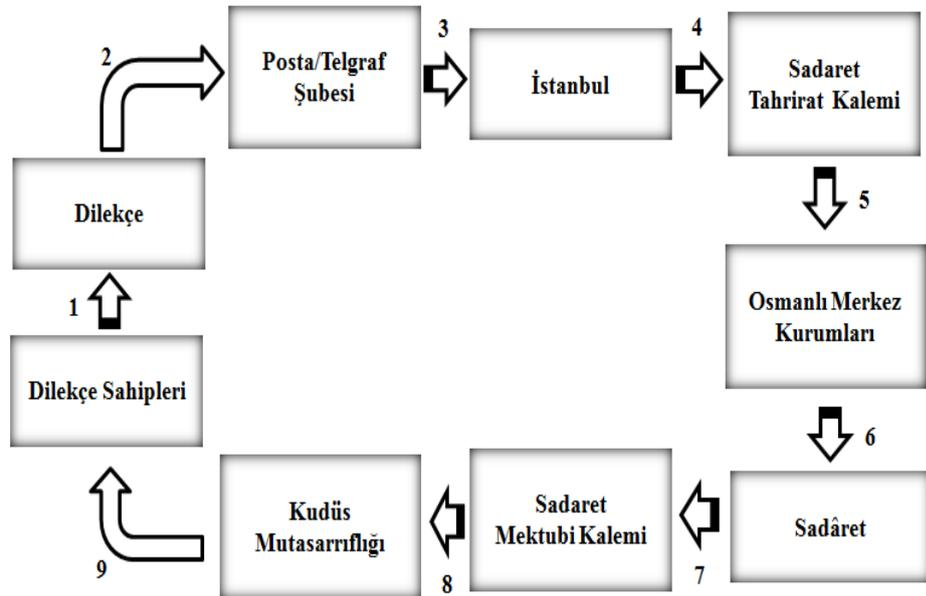 2
Posta/Telgraf
Şubesi
3
İstanbul
4
Sadaret
Tahrirat Kalemi
5
Dilekçe
1
Osmanlı Merkez
Kurumları
Dilekçe Sahipleri
6
Kudüs
Mutasarrıflığı
Sadaret
Mektubi Kalemi
Sadâret
9
8
7